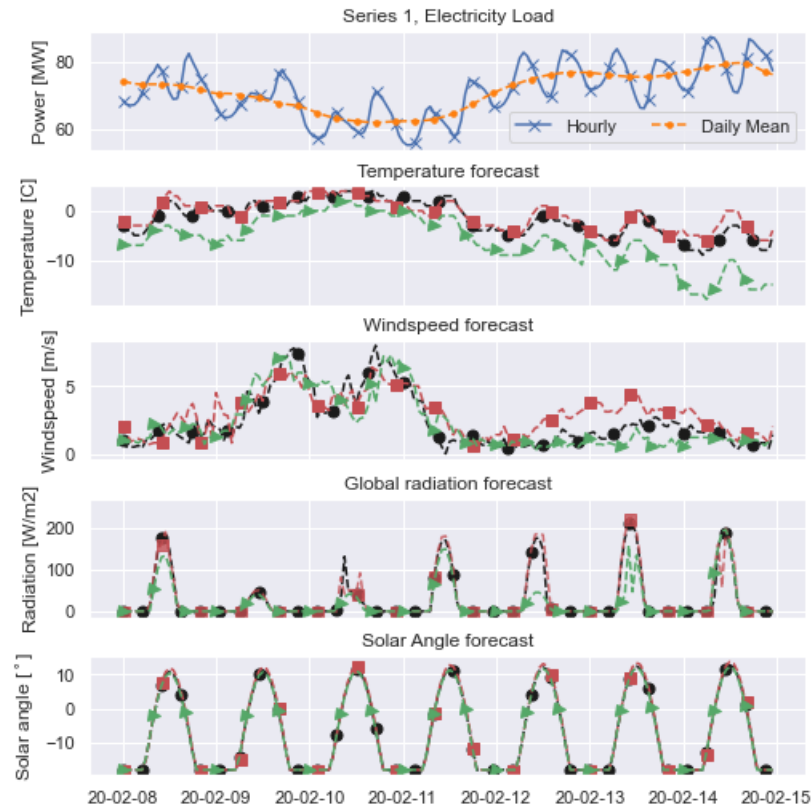 Series 1, Electricity Load
Power [MW]
80
60
Hourly
Daily Mean
Temperature forecast
Temperature [C]
0
−10
Windspeed forecast
Windspeed [m/s]
5
0
Global radiation forecast
Radiation [W/m2]
200
100
0
Solar Angle forecast
Solar angle [°]
10
0
−10
20-02-08 20-02-09 20-02-10 20-02-11 20-02-12 20-02-13 20-02-14 20-02-15